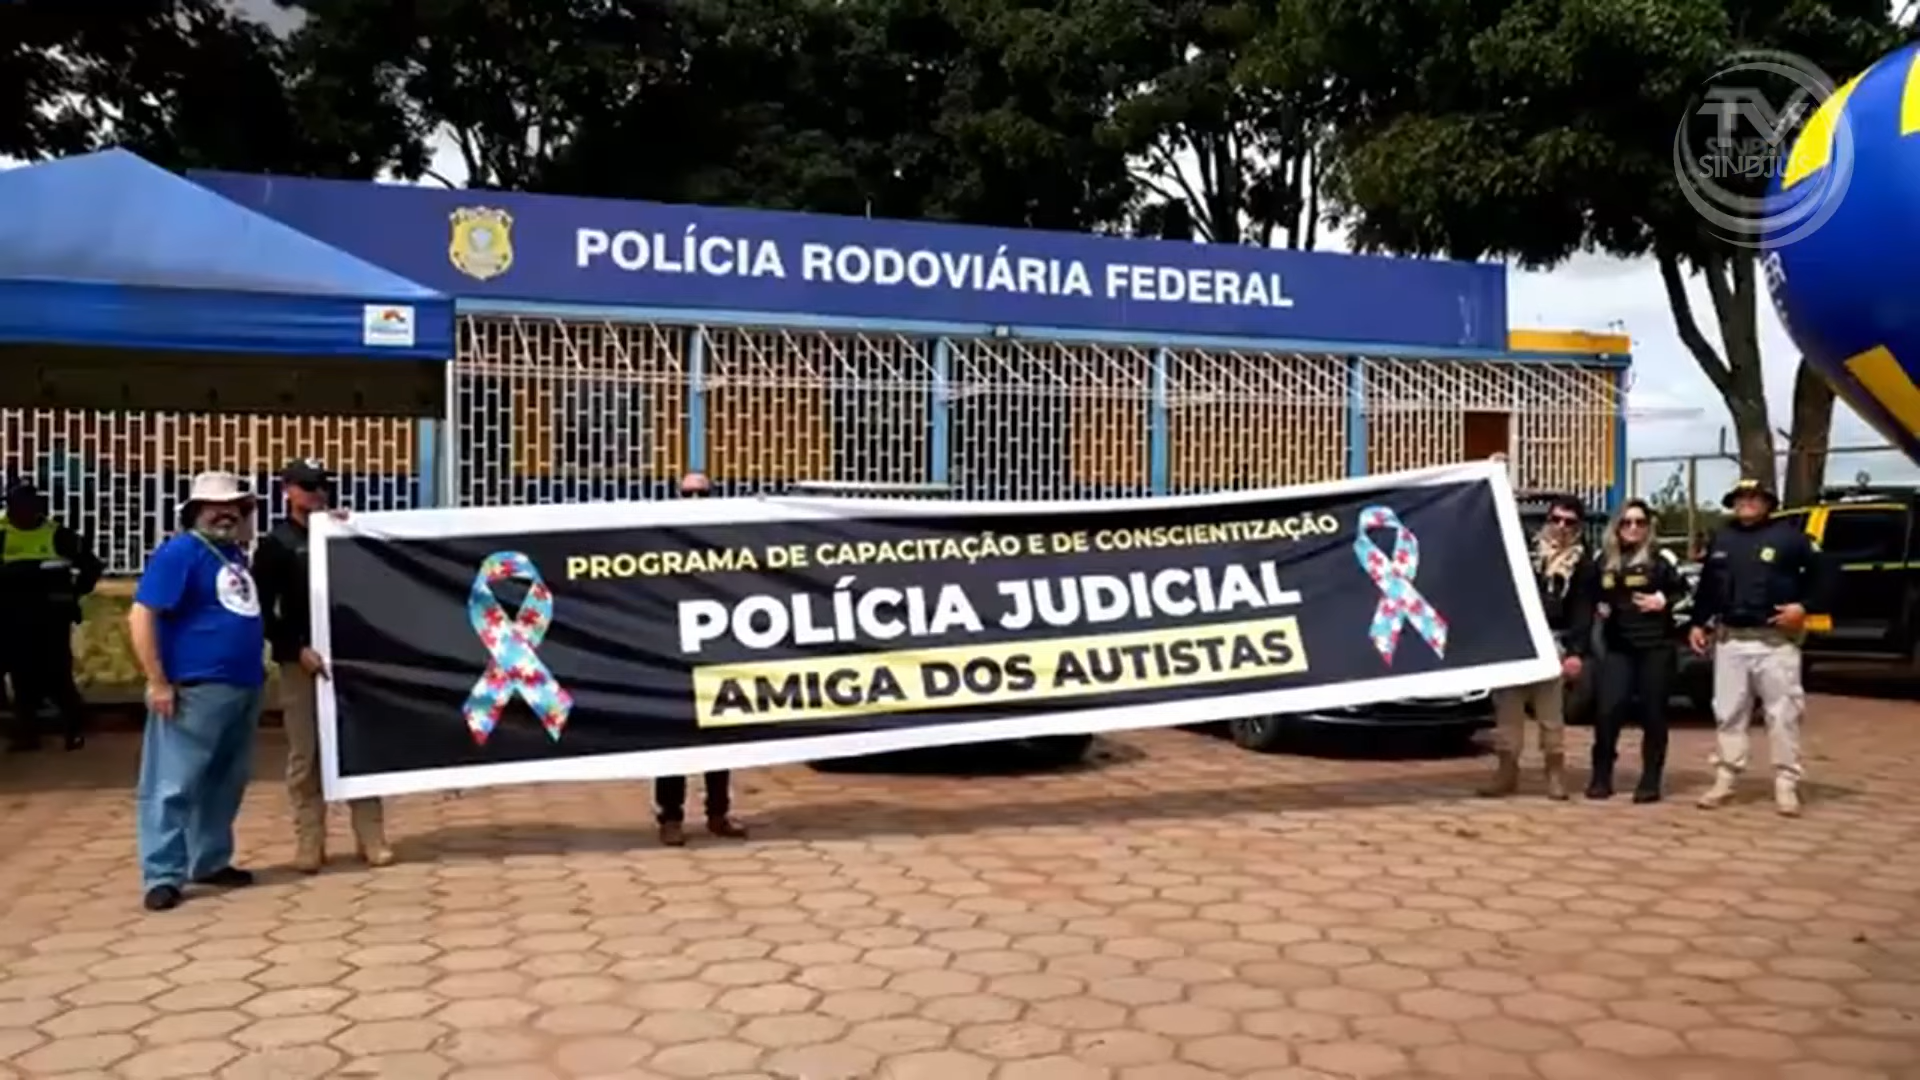 TV
SINDJUS
POLÍCIA RODOVIÁRIA FEDERAL
PROGRAMA DE CAPACITAÇÃO E DE CONSCIENTIZAÇÃO
POLÍCIA JUDICIAL
AMIGA DOS AUTISTAS